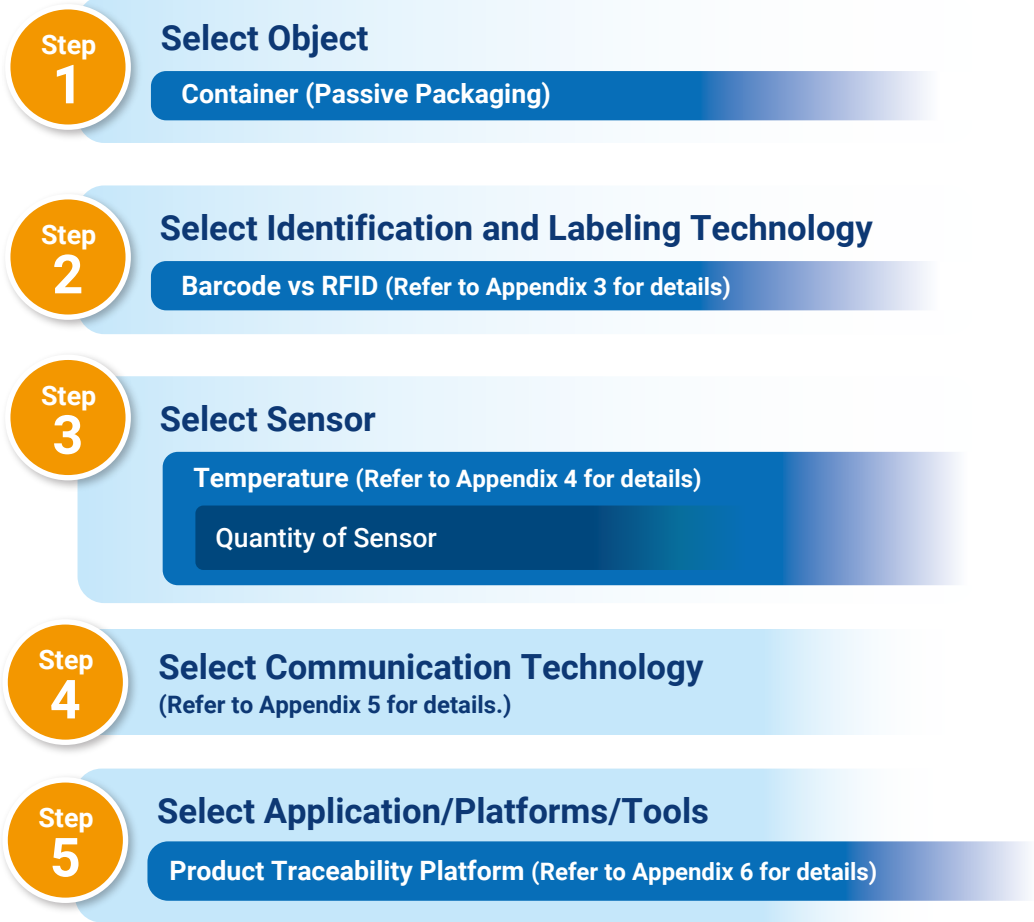 Step
1
Select Object
Container (Passive Packaging)
Step
2
Select Identification and Labeling Technology
Barcode vs RFID (Refer to Appendix 3 for details)
Step
3
Select Sensor
Temperature (Refer to Appendix 4 for details)
Quantity of Sensor
Step
4
Select Communication Technology
(Refer to Appendix 5 for details.)
Step
5
Select Application/Platforms/Tools
Product Traceability Platform (Refer to Appendix 6 for details)